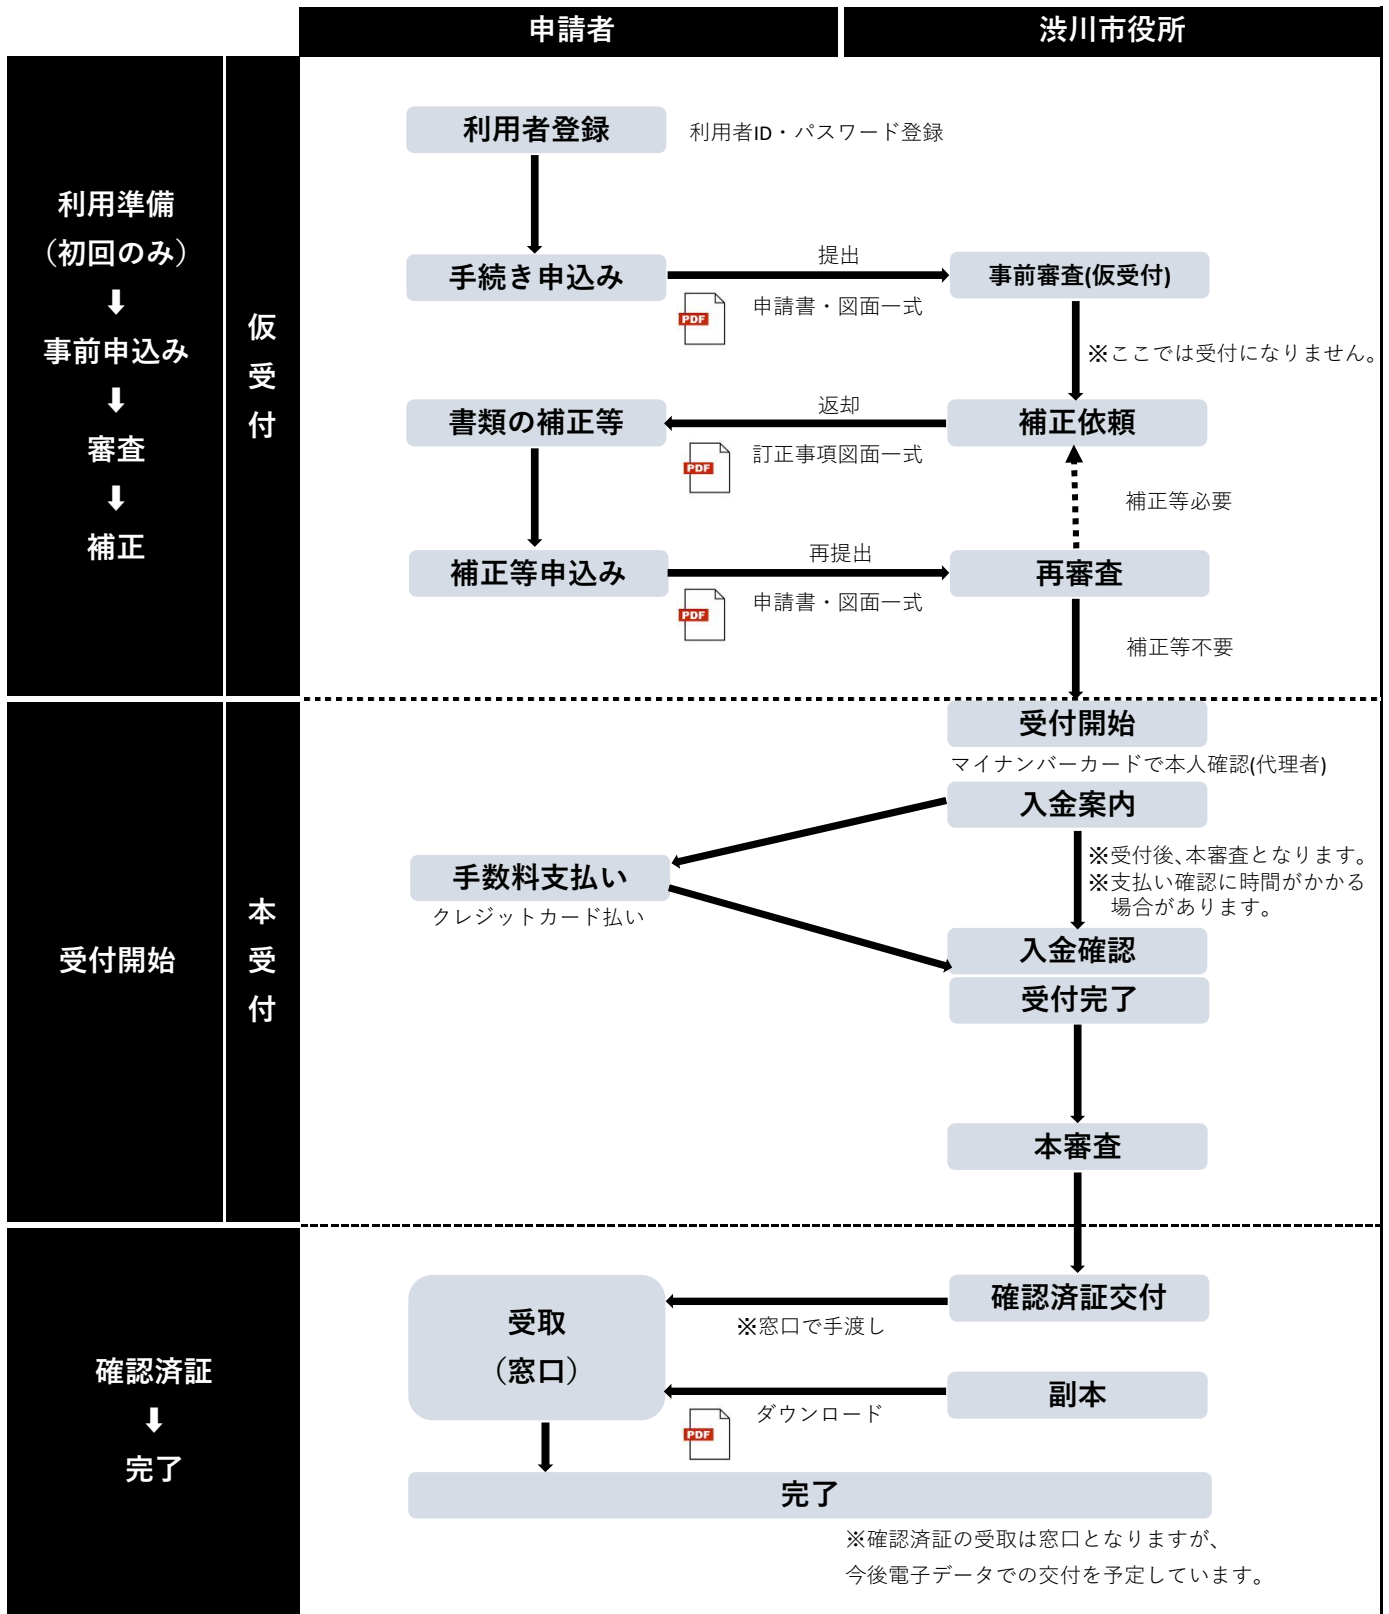 申請者
渋川市役所
利用準備
（初回のみ）
⬇
事前申込み
⬇
審査
⬇
補正
仮
受
付
利用者登録
利用者ID・パスワード登録
手続き申込み
提出
PDF
申請書・図面一式
事前審査(仮受付)
※ここでは受付になりません。
書類の補正等
返却
PDF
訂正事項図面一式
補正依頼
補正等必要
補正等申込み
再提出
PDF
申請書・図面一式
再審査
補正等不要
受付開始
本
受
付
受付開始
マイナンバーカードで本人確認(代理者)
入金案内
※受付後、本審査となります。
※支払い確認に時間がかかる
場合があります。
手数料支払い
クレジットカード払い
入金確認
受付完了
本審査
確認済証
⬇
完了
受取
（窓口）
※窓口で手渡し
確認済証交付
PDF
ダウンロード
副本
完了
※確認済証の受取は窓口となりますが、
今後電子データでの交付を予定しています。